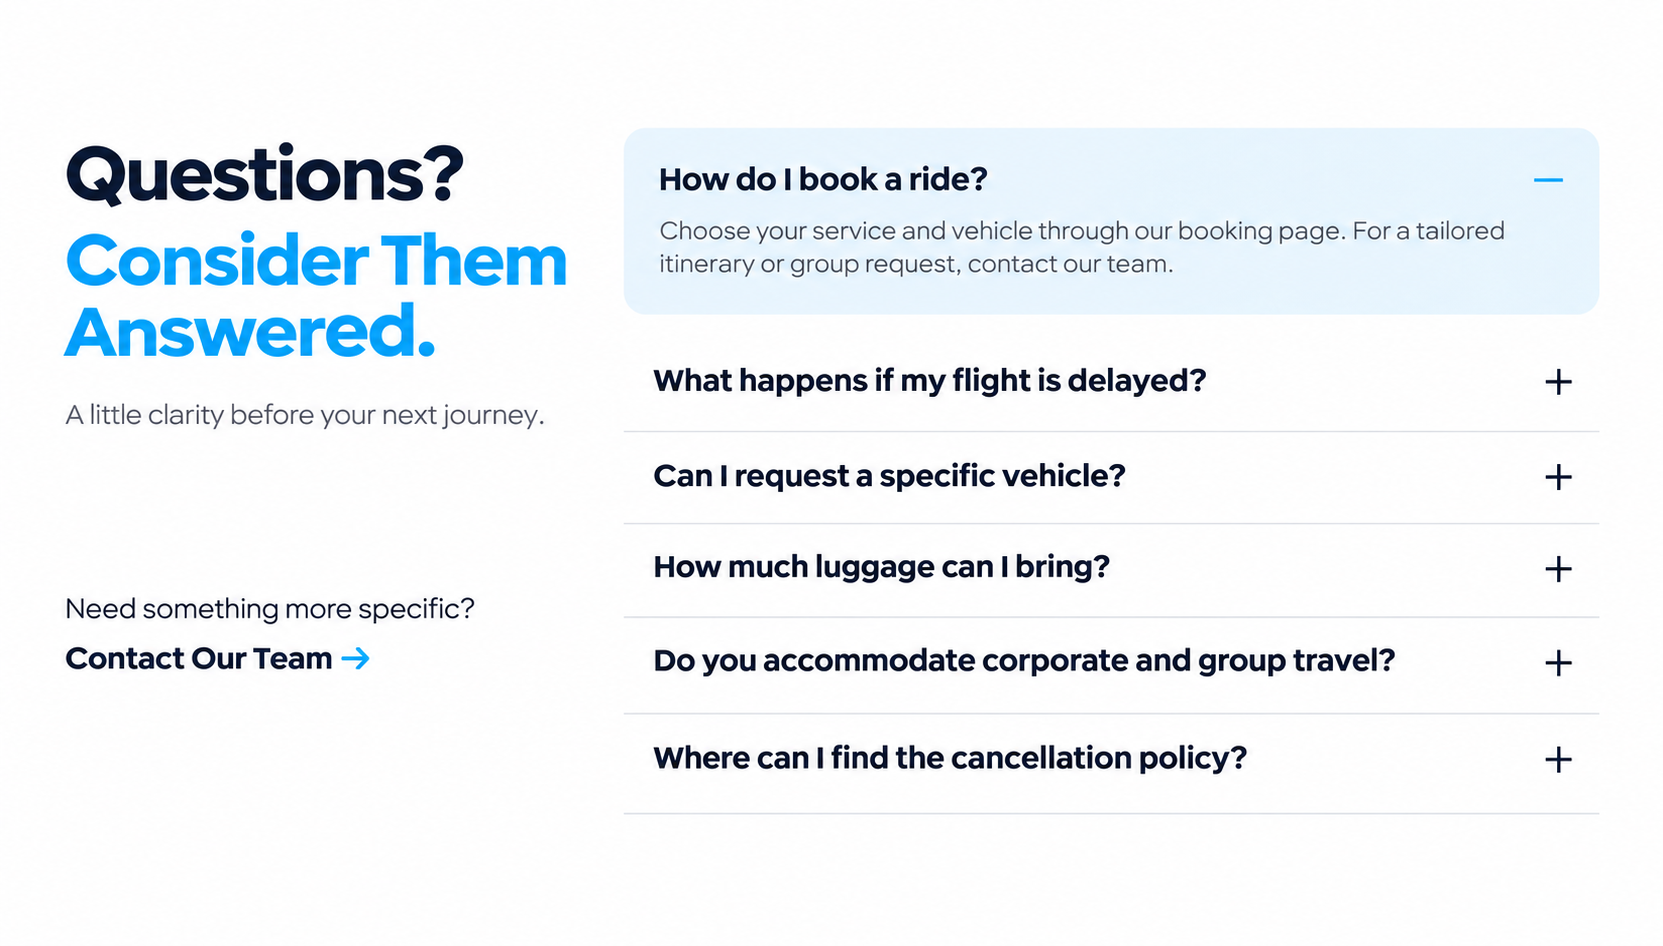 Questions?
Consider Them
Answered.
A little clarity before your next journey.
Need something more specific?
Contact Our Team →
How do I book a ride?
Choose your service and vehicle through our booking page. For a tailored
itinerary or group request, contact our team.
What happens if my flight is delayed?
Can I request a specific vehicle?
How much luggage can I bring?
Do you accommodate corporate and group travel?
Where can I find the cancellation policy?